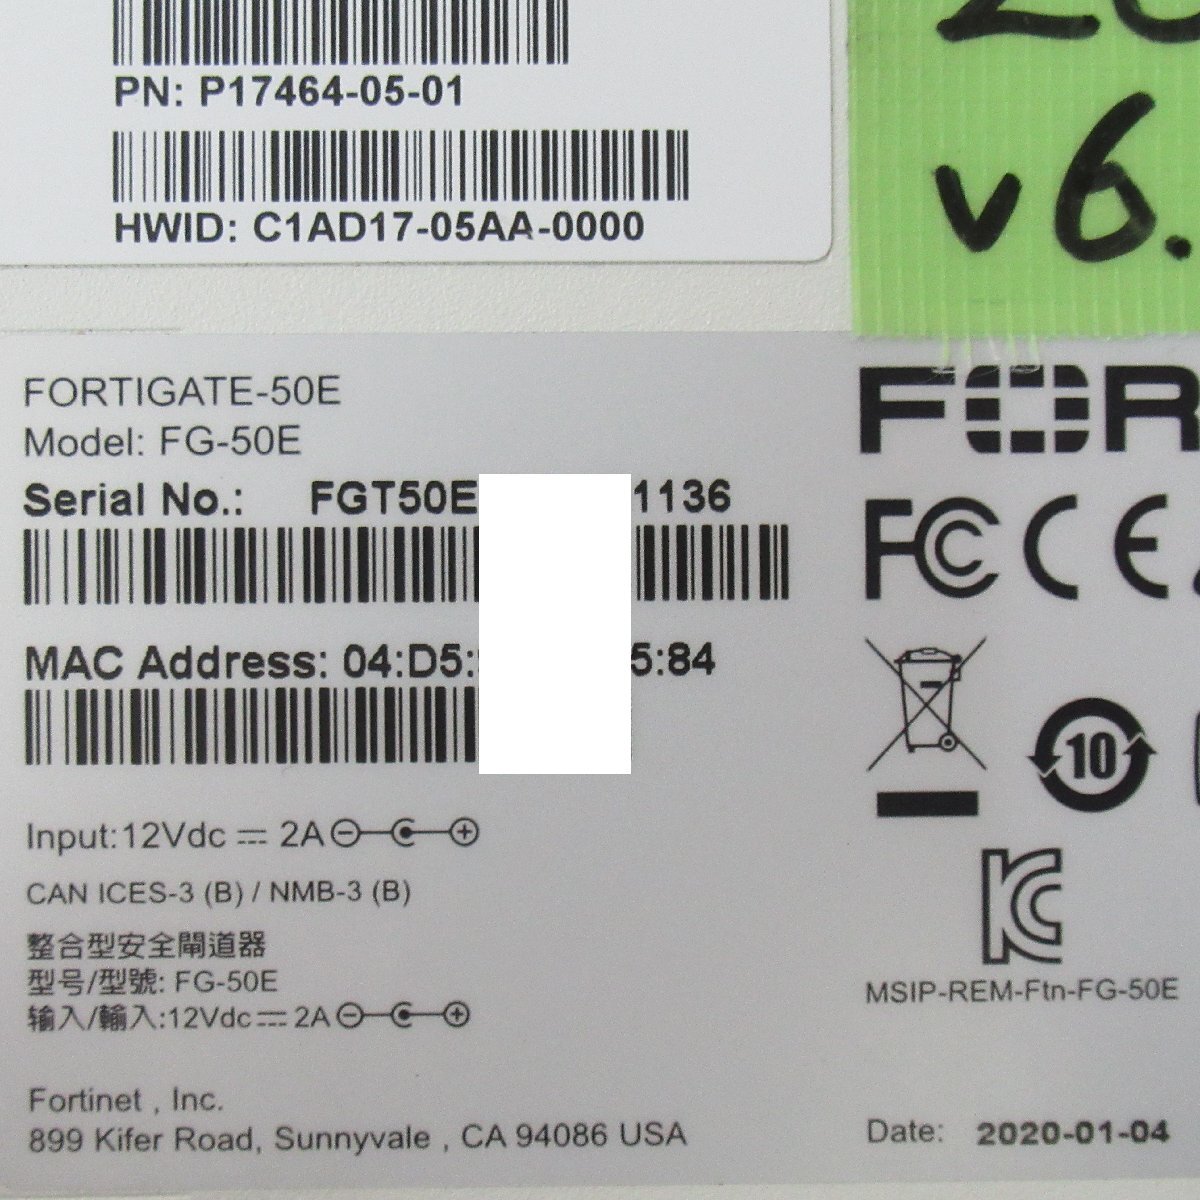 PN: P17464-05-01
HWID: C1AD17-05AA-0000
v6.
FORTIGATE-50E
Model: FG-50E
Serial No.: FGT50E 1136
MAC Address: 04:D5: 5:84
Input:12Vdc 2A
CAN ICES-3 (B) / NMB-3 (B)
整合型安全閘道器
型号/型號: FG-50E
输入/輸入:12Vdc 2A
Fortinet , Inc.
899 Kifer Road, Sunnyvale , CA 94086 USA
FOR
FC CE
10
KC
MSIP-REM-Ftn-FG-50E
Date: 2020-01-04